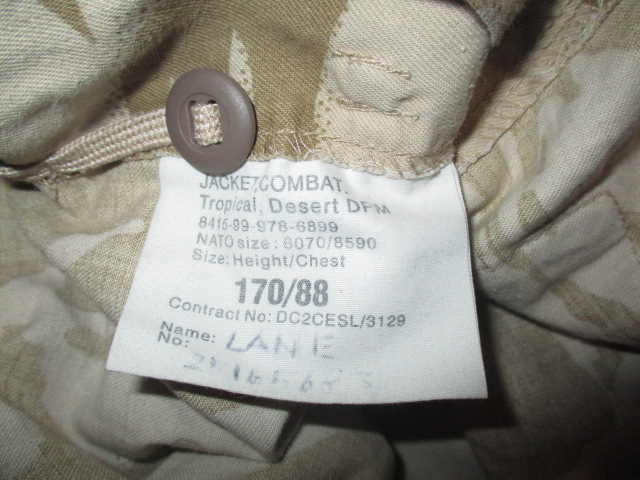 JACKET, COMBAT.
Tropical, Desert DPM
8415-99-978-6899
NATO size: 6070/8590
Size: Height/Chest
170/88
Contract No: DC2CESL/3129
Name: LANE
No: